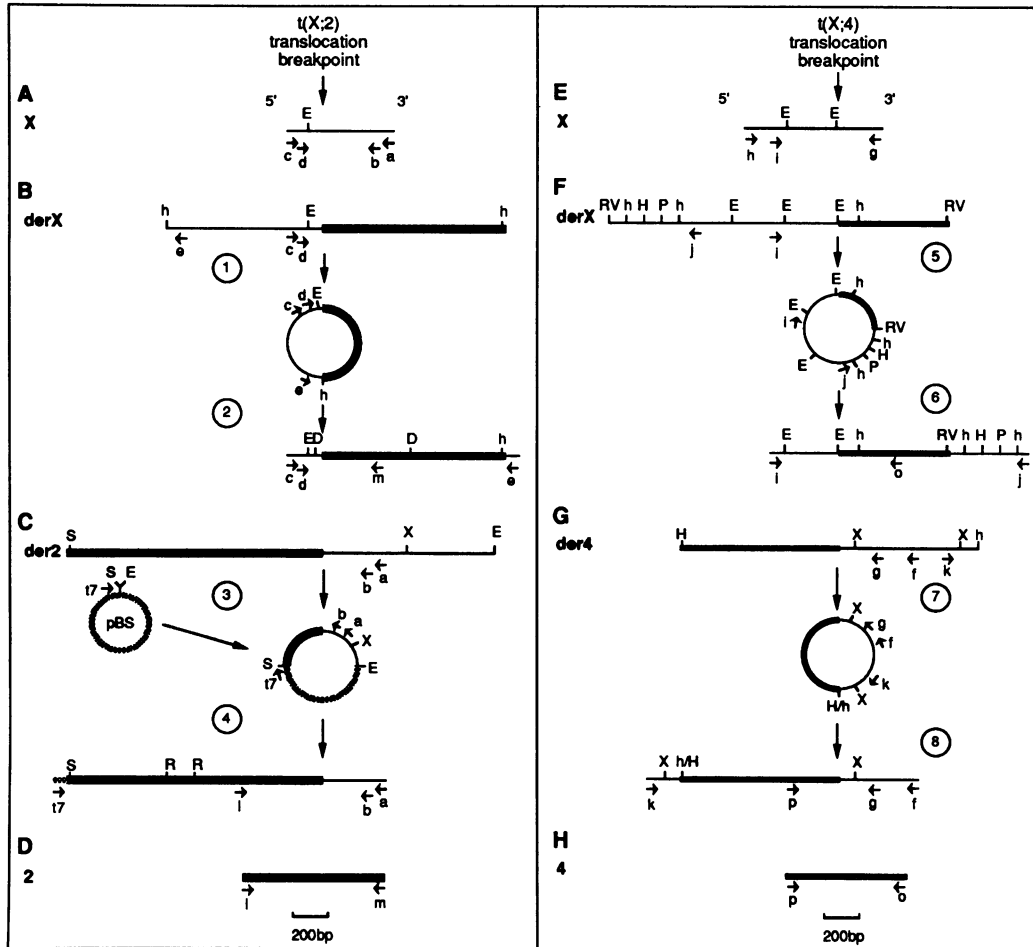 t(X;2)
translocation
breakpoint
A
5' 3'
X
E
c d b a
B
h E h
derX
e c d
1
d E
c
e
h
2
E D D h
c d m e
C
S X E
der2
a
b
S E
t7
3
pBS
b
a
X
S E
t7
4
S R R
t7 l b a
D
2
l m
200bp
t(X;4)
translocation
breakpoint
E
5' 3'
X
E E
h i g
F
RV h H P h E E E h RV
derX
j i
5
E h
E
i
RV
h
H
P
h
E
j
6
E E h RV h H P h
i o j
G
H X X h
der4
g f k
7
X
g
f
k
X
H/h
8
X h/H X
k p g f
H
4
p o
200bp